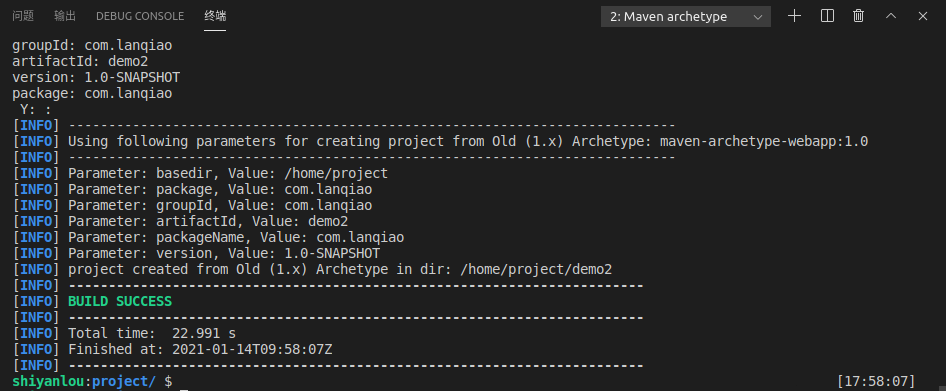 问题 输出 DEBUG CONSOLE 终端 2: Maven archetype
groupId: com.lanqiao
artifactId: demo2
version: 1.0-SNAPSHOT
package: com.lanqiao
 Y: :
[INFO] ----------------------------------------------------------------------------
[INFO] Using following parameters for creating project from Old (1.x) Archetype: maven-archetype-webapp:1.0
[INFO] ----------------------------------------------------------------------------
[INFO] Parameter: basedir, Value: /home/project
[INFO] Parameter: package, Value: com.lanqiao
[INFO] Parameter: groupId, Value: com.lanqiao
[INFO] Parameter: artifactId, Value: demo2
[INFO] Parameter: packageName, Value: com.lanqiao
[INFO] Parameter: version, Value: 1.0-SNAPSHOT
[INFO] project created from Old (1.x) Archetype in dir: /home/project/demo2
[INFO] ------------------------------------------------------------------------
[INFO] BUILD SUCCESS
[INFO] ------------------------------------------------------------------------
[INFO] Total time:  22.991 s
[INFO] Finished at: 2021-01-14T09:58:07Z
[INFO] ------------------------------------------------------------------------
shiyanlou:project/ $ [17:58:07]